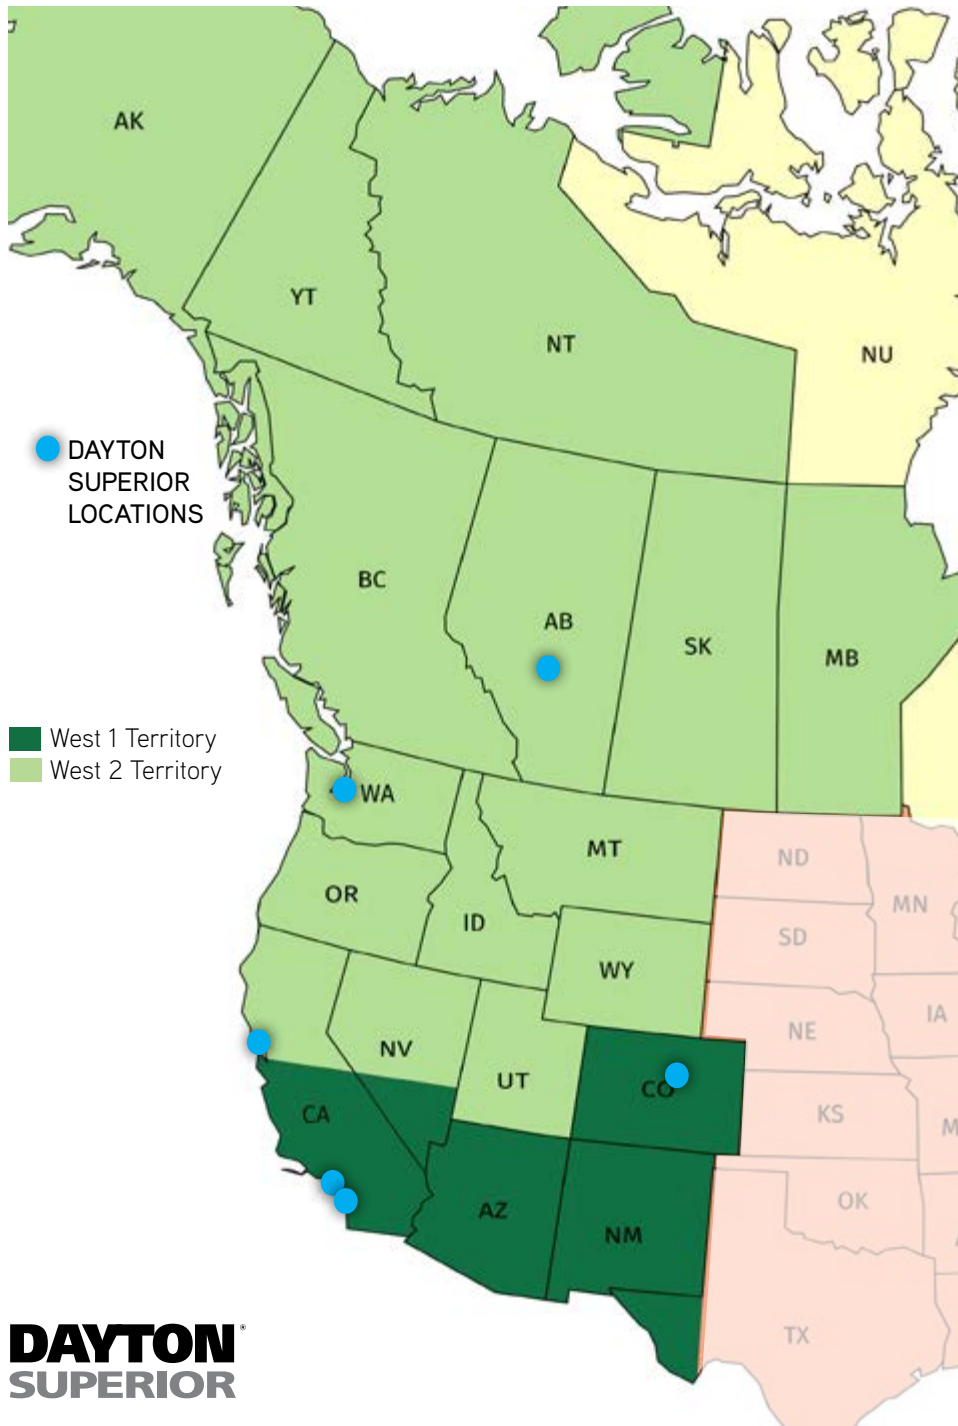 AK
YT
NT
NU
DAYTON
SUPERIOR
LOCATIONS
BC
AB
SK
MB
West 1 Territory
West 2 Territory
WA
MT
ND
OR
ID
MN
SD
WY
NE
IA
NV
UT
CO
CA
KS
M
AZ
OK
NM
TX
DAYTON®
SUPERIOR